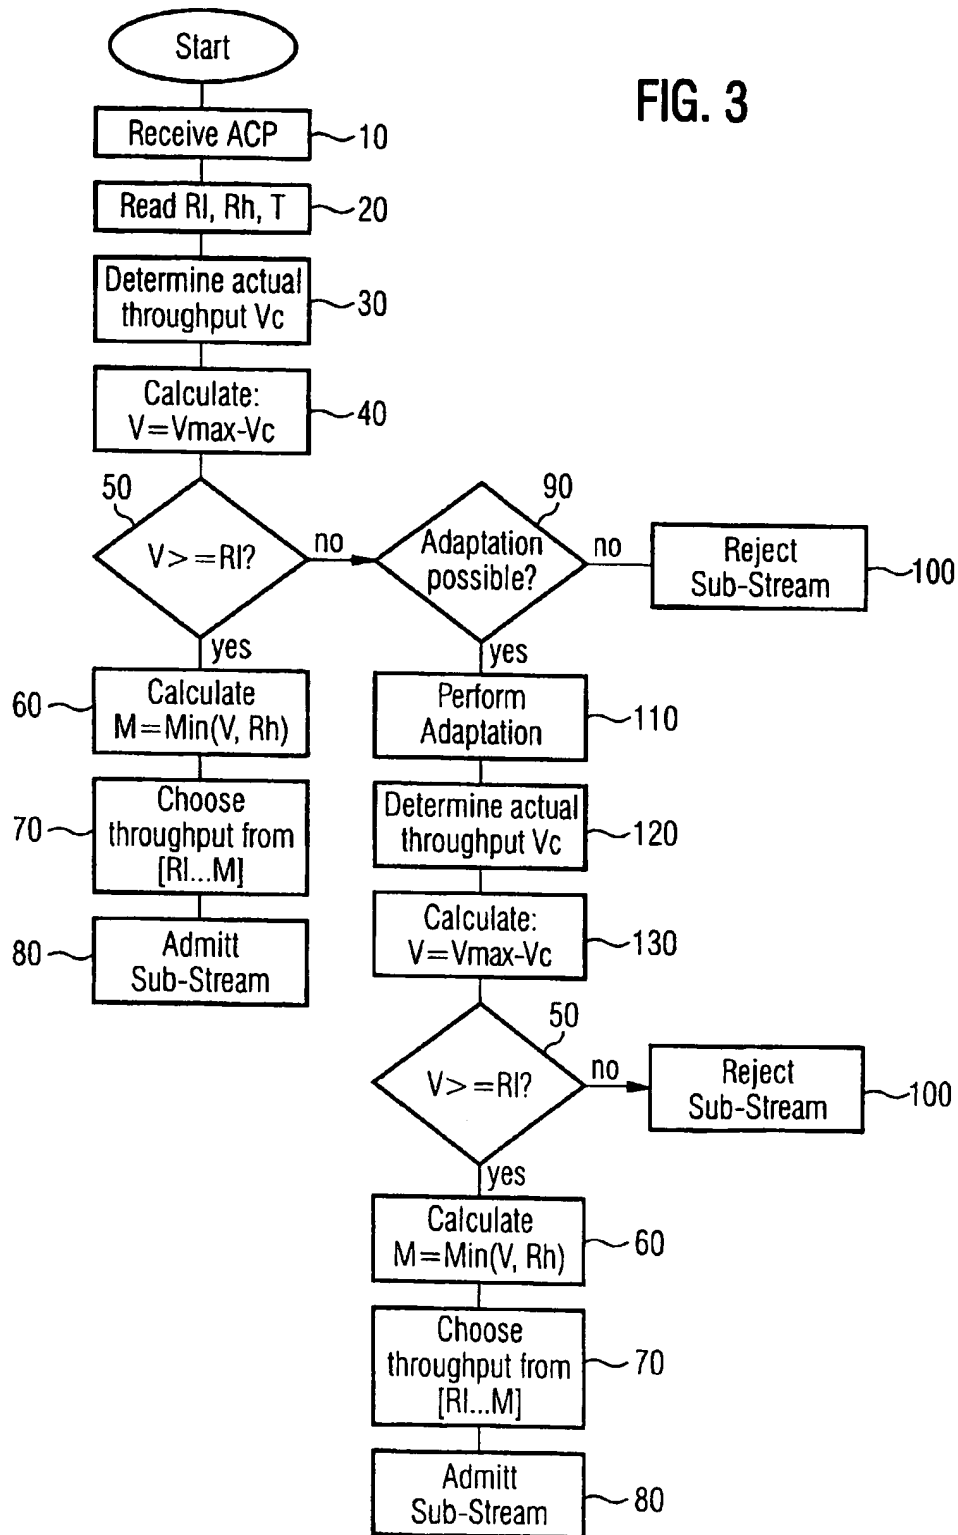 Start
FIG. 3
Receive ACP
10
Read Rl, Rh, T
20
Determine actual
throughput Vc
30
Calculate:
V=Vmax-Vc
40
50
V>=Rl?
no
yes
90
Adaptation
possible?
no
yes
Reject
Sub-Stream
100
60
Calculate
M=Min(V, Rh)
70
Choose
throughput from
[Rl...M]
80
Admitt
Sub-Stream
Perform
Adaptation
110
Determine actual
throughput Vc
120
Calculate:
V=Vmax-Vc
130
50
V>=Rl?
no
yes
Reject
Sub-Stream
100
Calculate
M=Min(V, Rh)
60
Choose
throughput from
[Rl...M]
70
Admitt
Sub-Stream
80